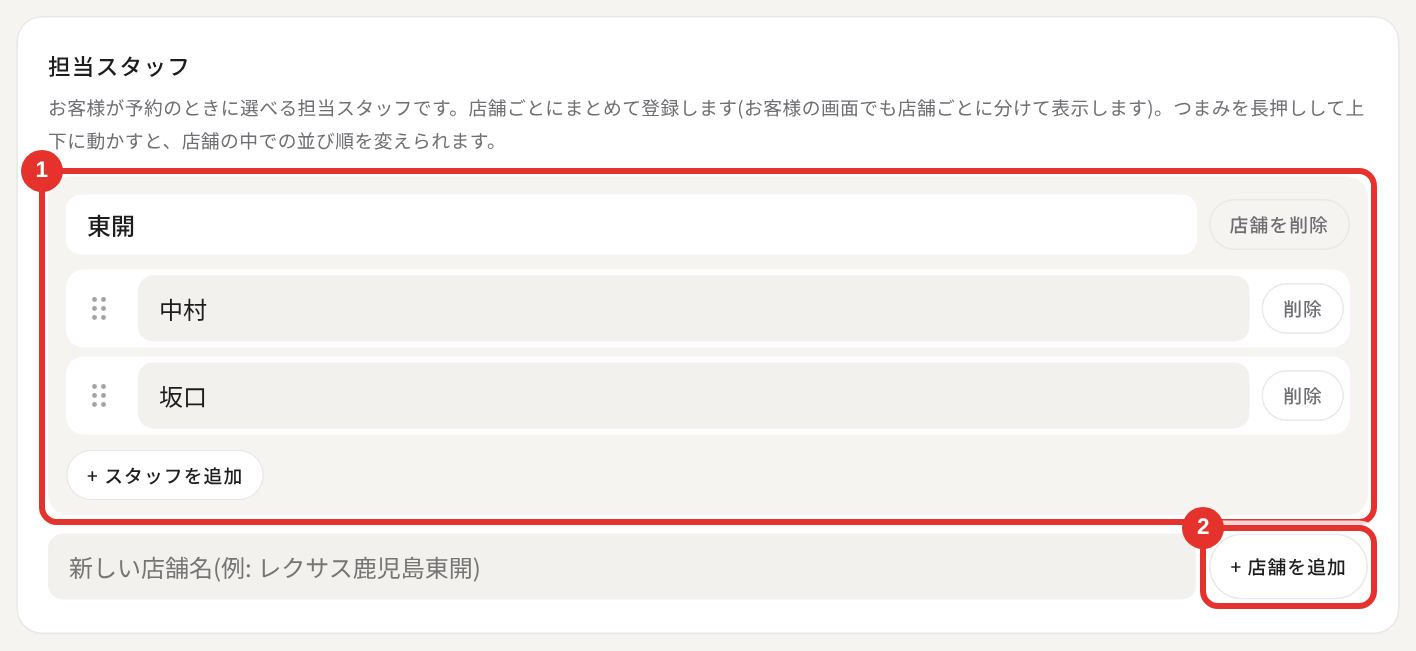 担当スタッフ
お客様が予約のときに選べる担当スタッフです。店舗ごとにまとめて登録します(お客様の画面でも店舗ごとに分けて表示します)。つまみを長押しして上
下に動かすと、店舗の中での並び順を変えられます。
1
東開 店舗を削除
中村 削除
坂口 削除
+ スタッフを追加
2
新しい店舗名(例: レクサス鹿児島東開) + 店舗を追加